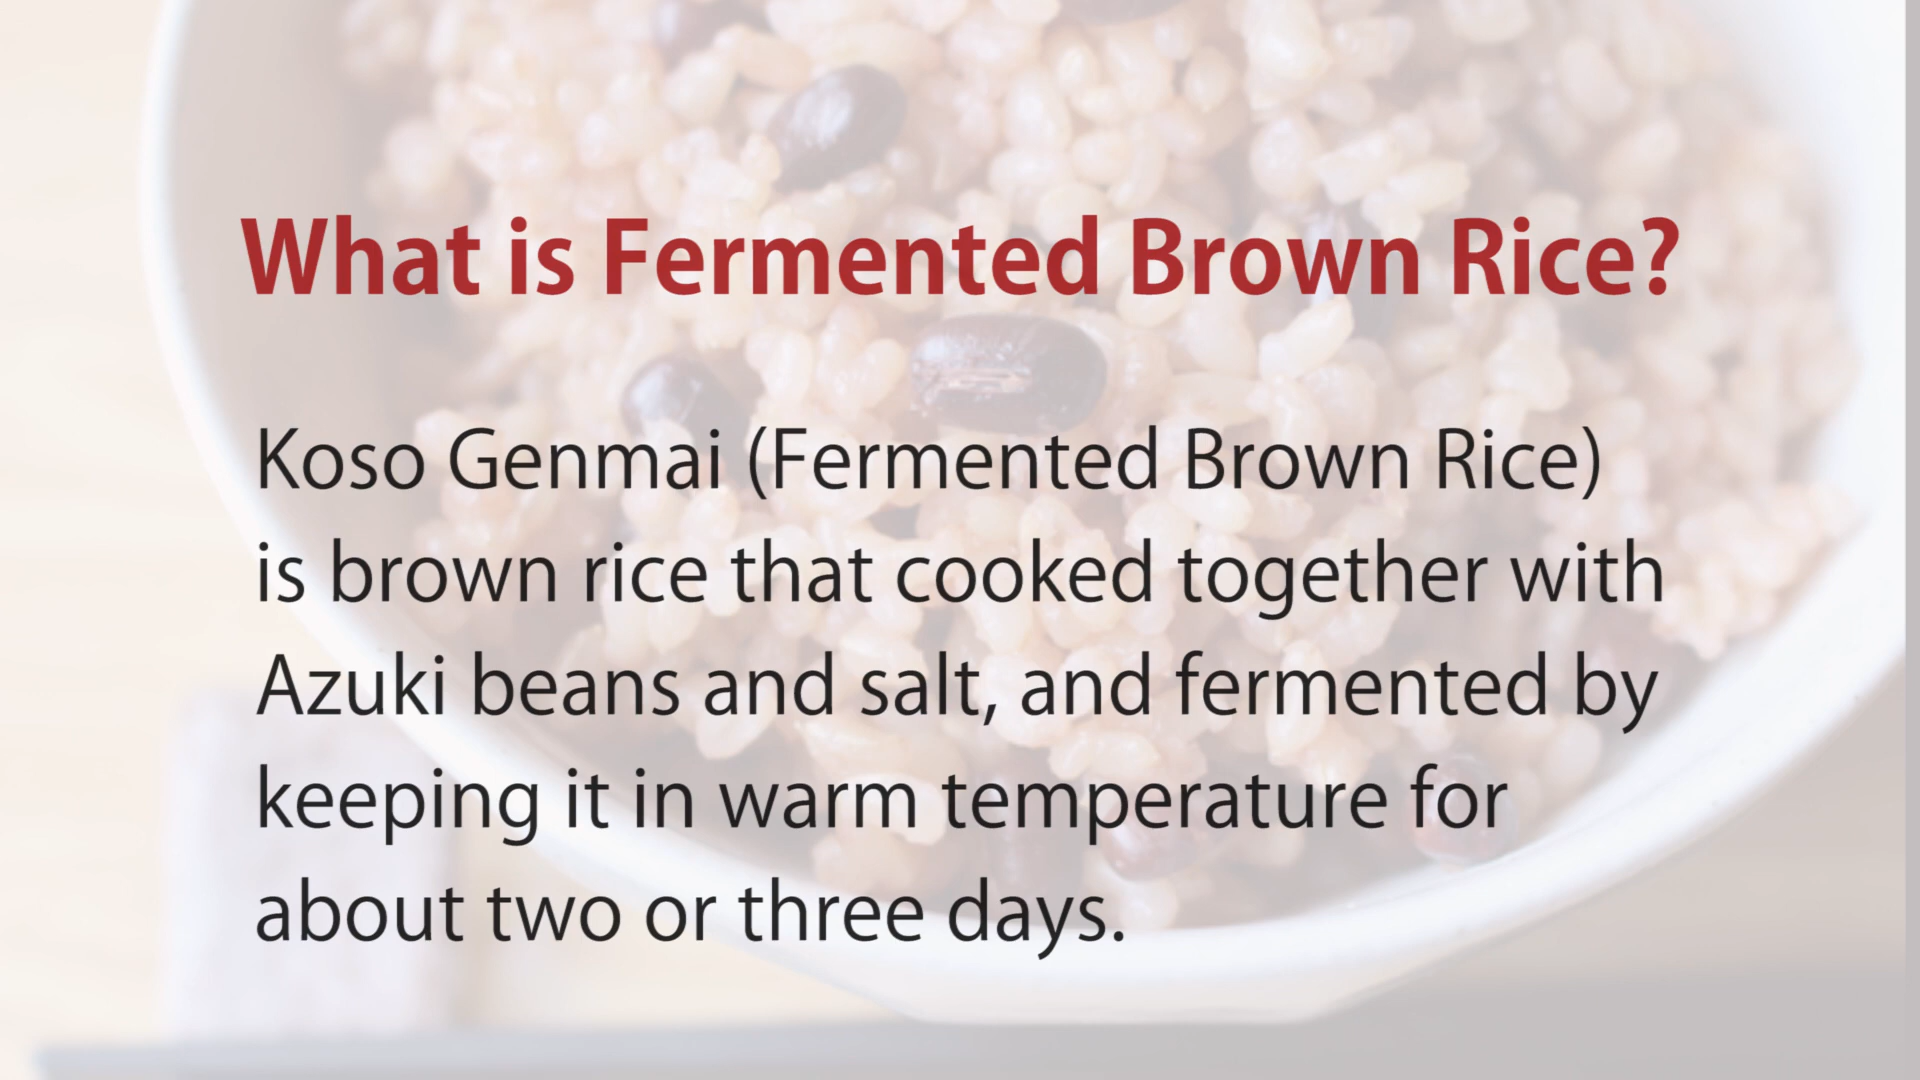 What is Fermented Brown Rice?
Koso Genmai (Fermented Brown Rice)
is brown rice that cooked together with
Azuki beans and salt, and fermented by
keeping it in warm temperature for
about two or three days.